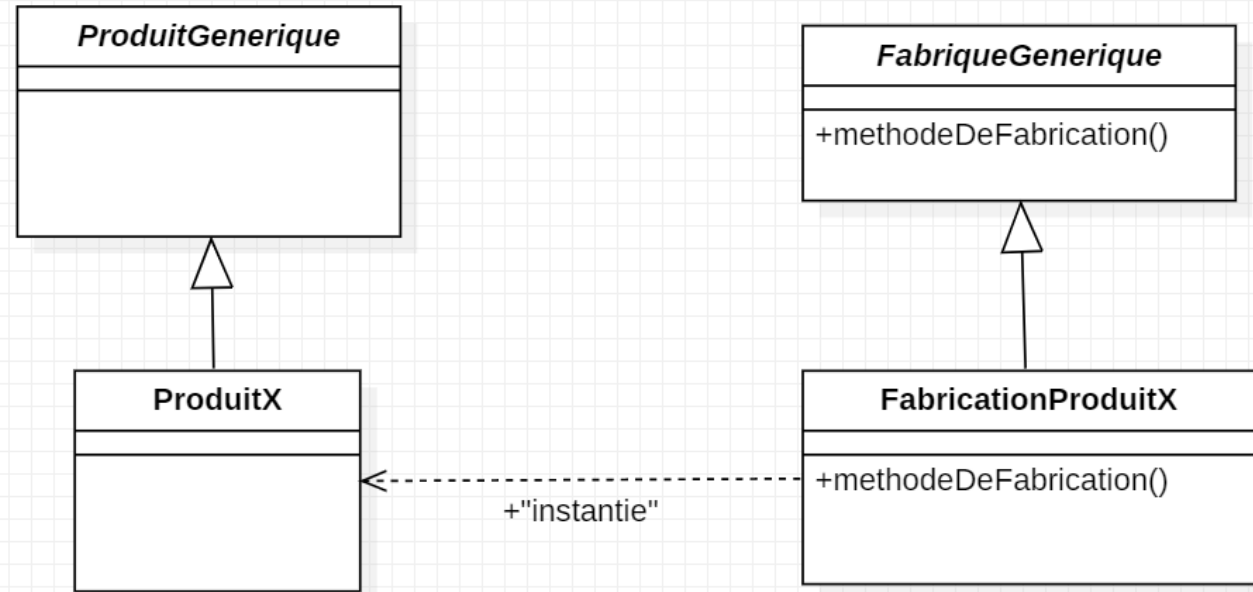 ProduitGenerique
FabriqueGenerique
+methodeDeFabrication()
ProduitX
FabricationProduitX
+methodeDeFabrication()
+"instantie"